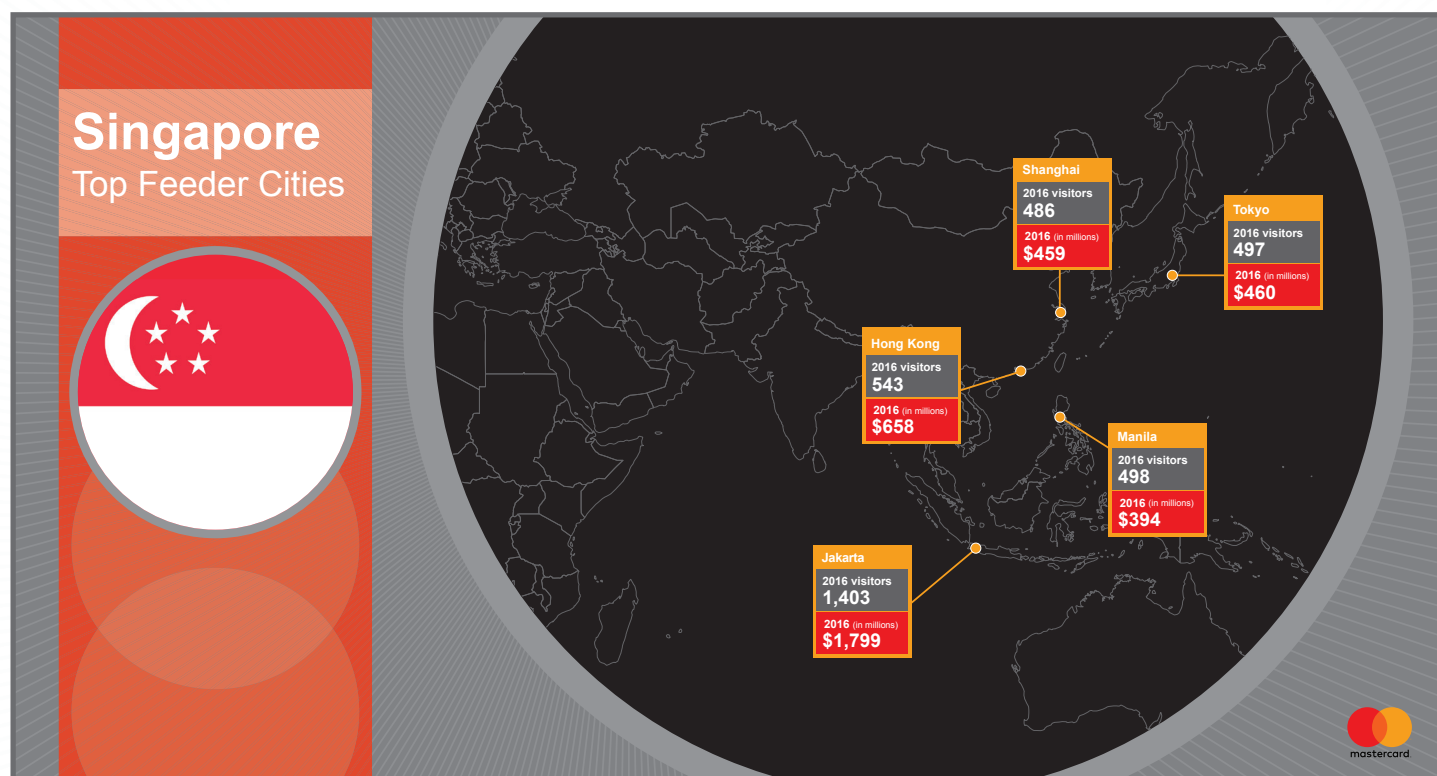 Singapore
Top Feeder Cities
Shanghai
2016 visitors
486
2016 (in millions)
$459
Tokyo
2016 visitors
497
2016 (in millions)
$460
Hong Kong
2016 visitors
543
2016 (in millions)
$658
Manila
2016 visitors
498
2016 (in millions)
$394
Jakarta
2016 visitors
1,403
2016 (in millions)
$1,799
mastercard